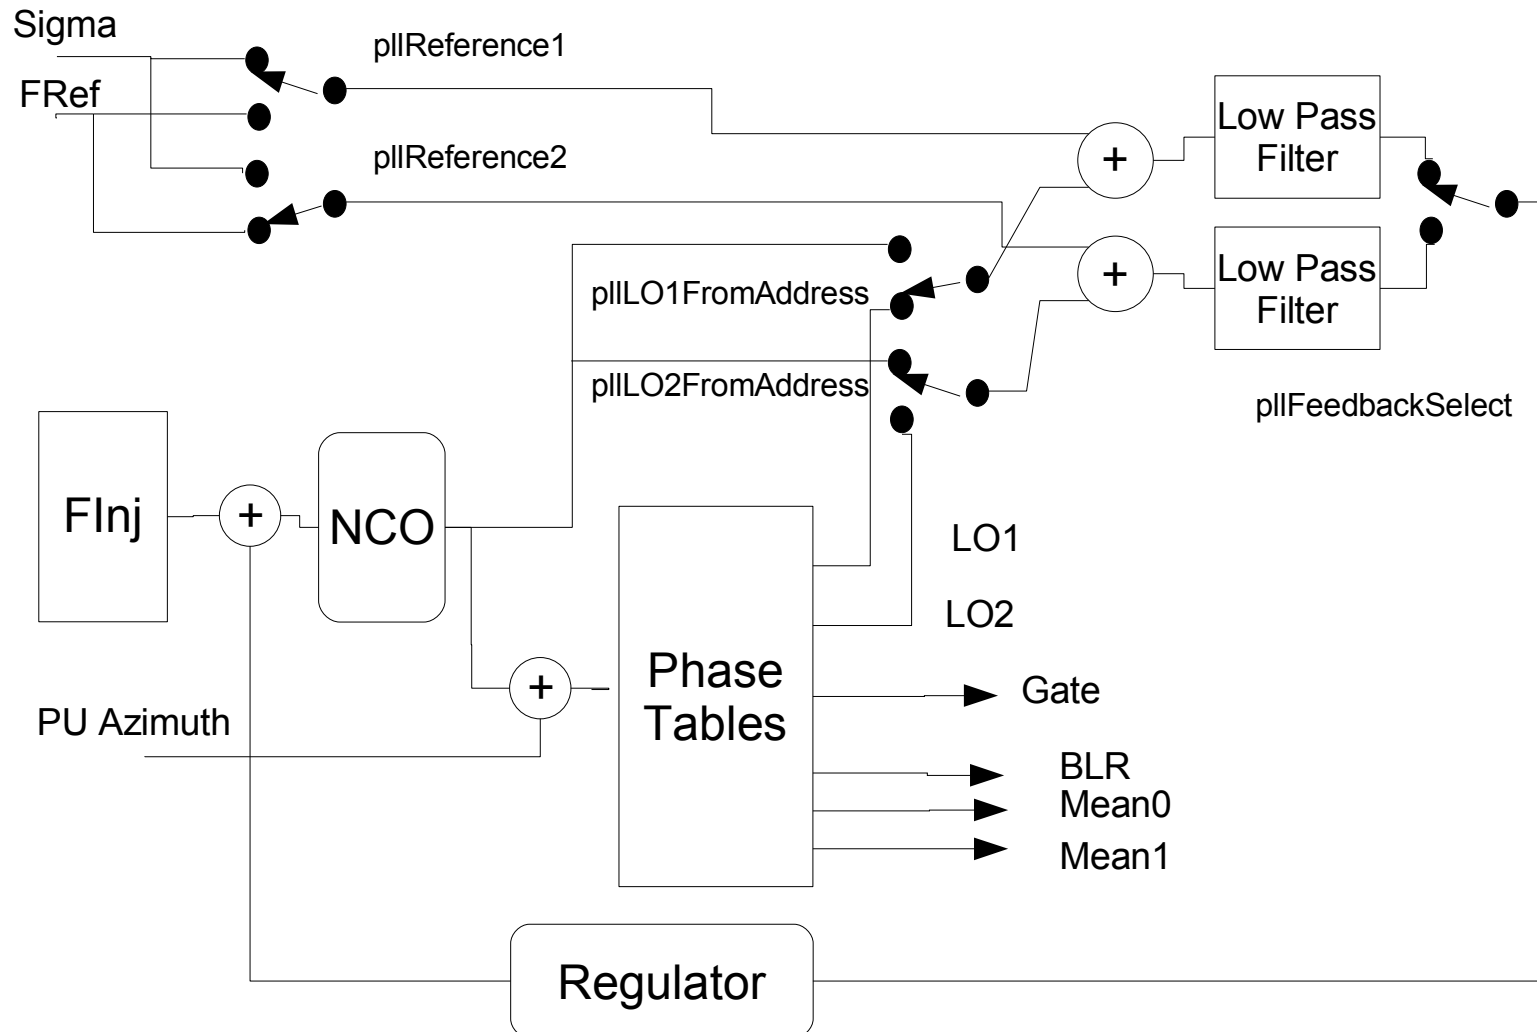 Sigma
pllReference1
FRef
pllReference2
+
Low Pass
Filter
+
Low Pass
Filter
pllLO1FromAddress
pllLO2FromAddress
pllFeedbackSelect
FInj
+
NCO
LO1
LO2
+
Phase
Tables
Gate
PU Azimuth
BLR
Mean0
Mean1
Regulator